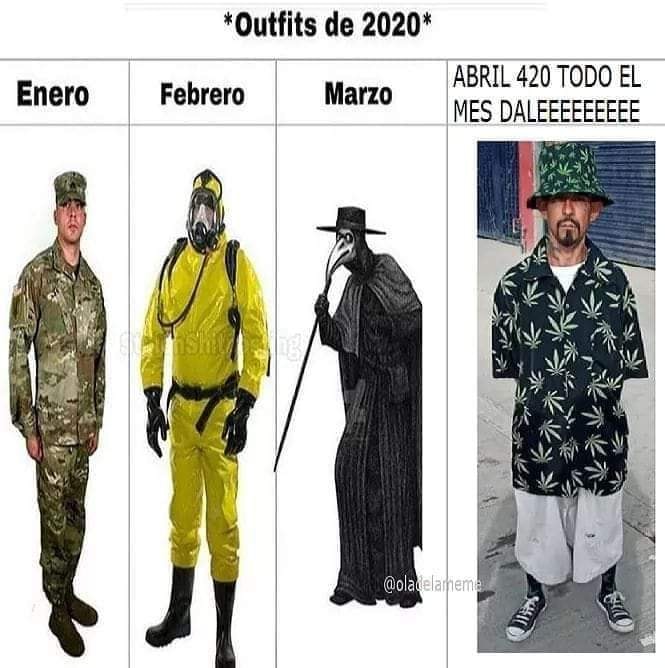 *Outfits de 2020*
Enero
Febrero
Marzo
ABRIL 420 TODO EL
MES DALEEEEEEEEE
@oladelameme